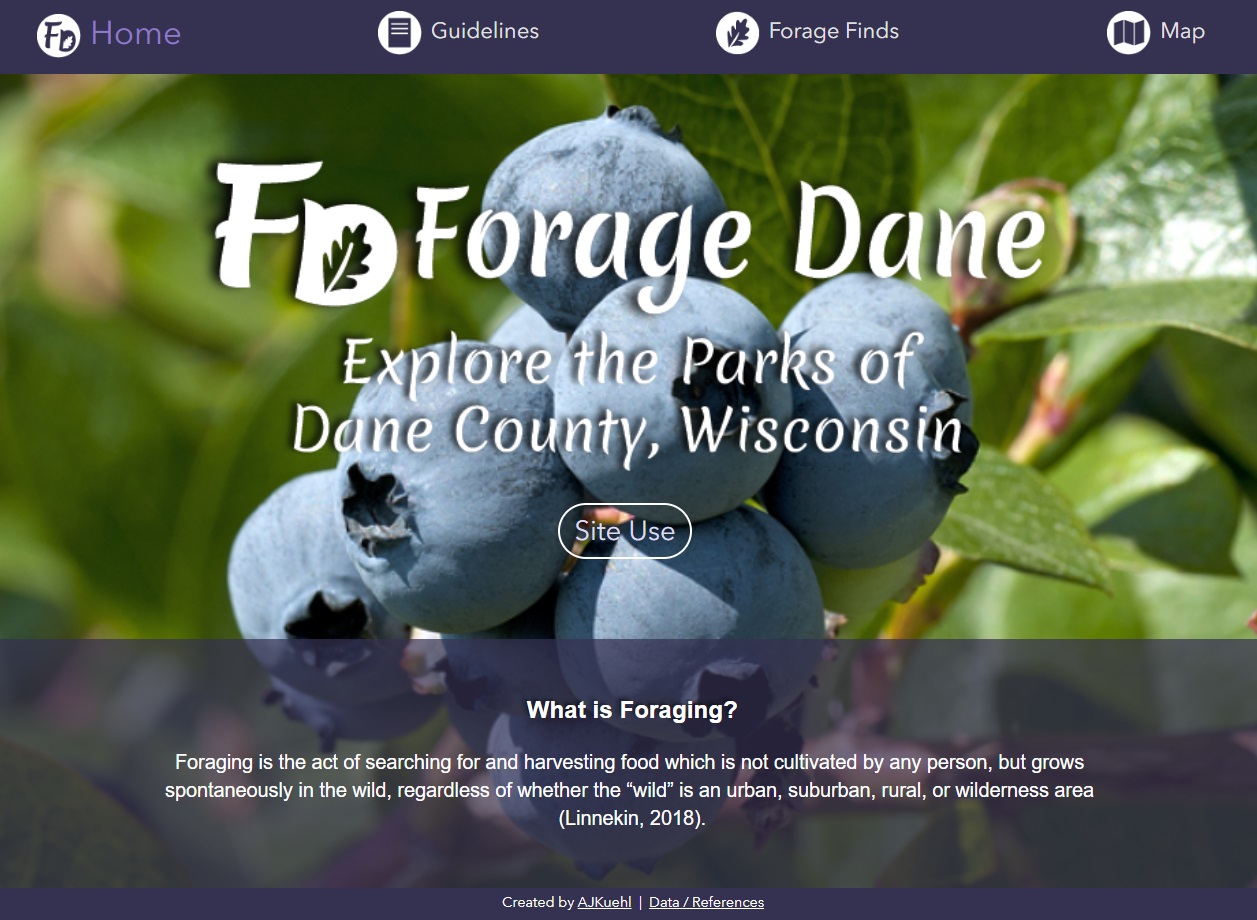 FD Home
Guidelines
Forage Finds
Map
FD Forage Dane
Explore the Parks of
Dane County, Wisconsin
Site Use
What is Foraging?
Foraging is the act of searching for and harvesting food which is not cultivated by any person, but grows
spontaneously in the wild, regardless of whether the “wild” is an urban, suburban, rural, or wilderness area
(Linnekin, 2018).
Created by AJKuehl | Data / References